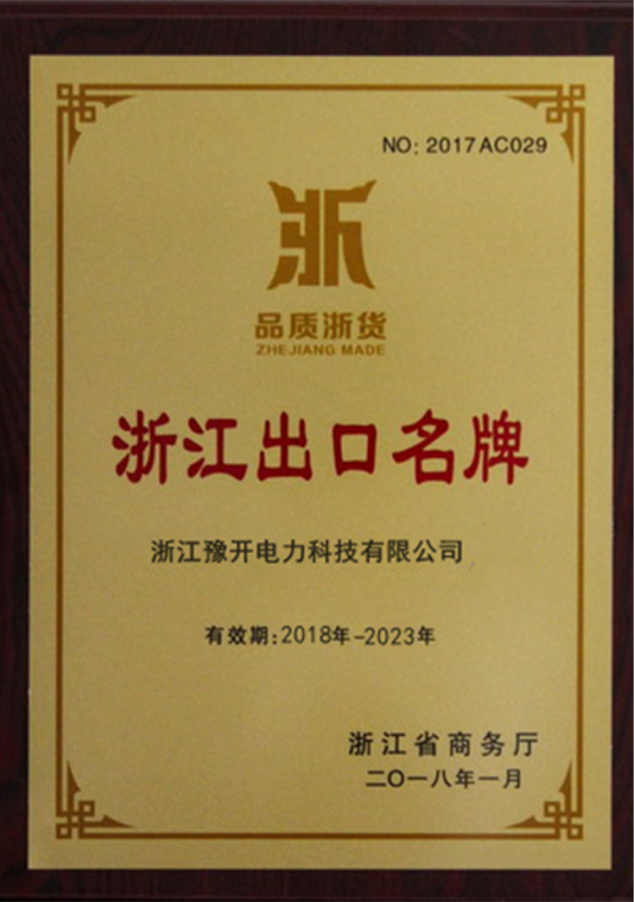 NO: 2017AC029
浙
品质浙货
ZHEJIANG MADE
浙江出口名牌
浙江豫开电力科技有限公司
有效期:2018年-2023年
浙江省商务厅
二〇一八年一月